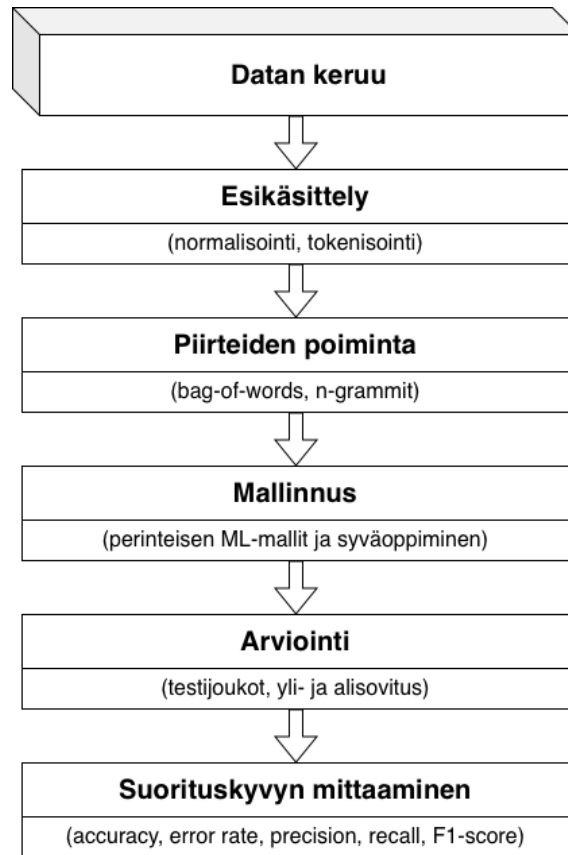 Datan keruu
Esikäsittely
(normalisointi, tokenisointi)
Piirteiden poiminta
(bag-of-words, n-grammit)
Mallinnus
(perinteisen ML-mallit ja syväoppiminen)
Arviointi
(testijoukot, yli- ja alisovitus)
Suorituskyvyn mittaaminen
(accuracy, error rate, precision, recall, F1-score)